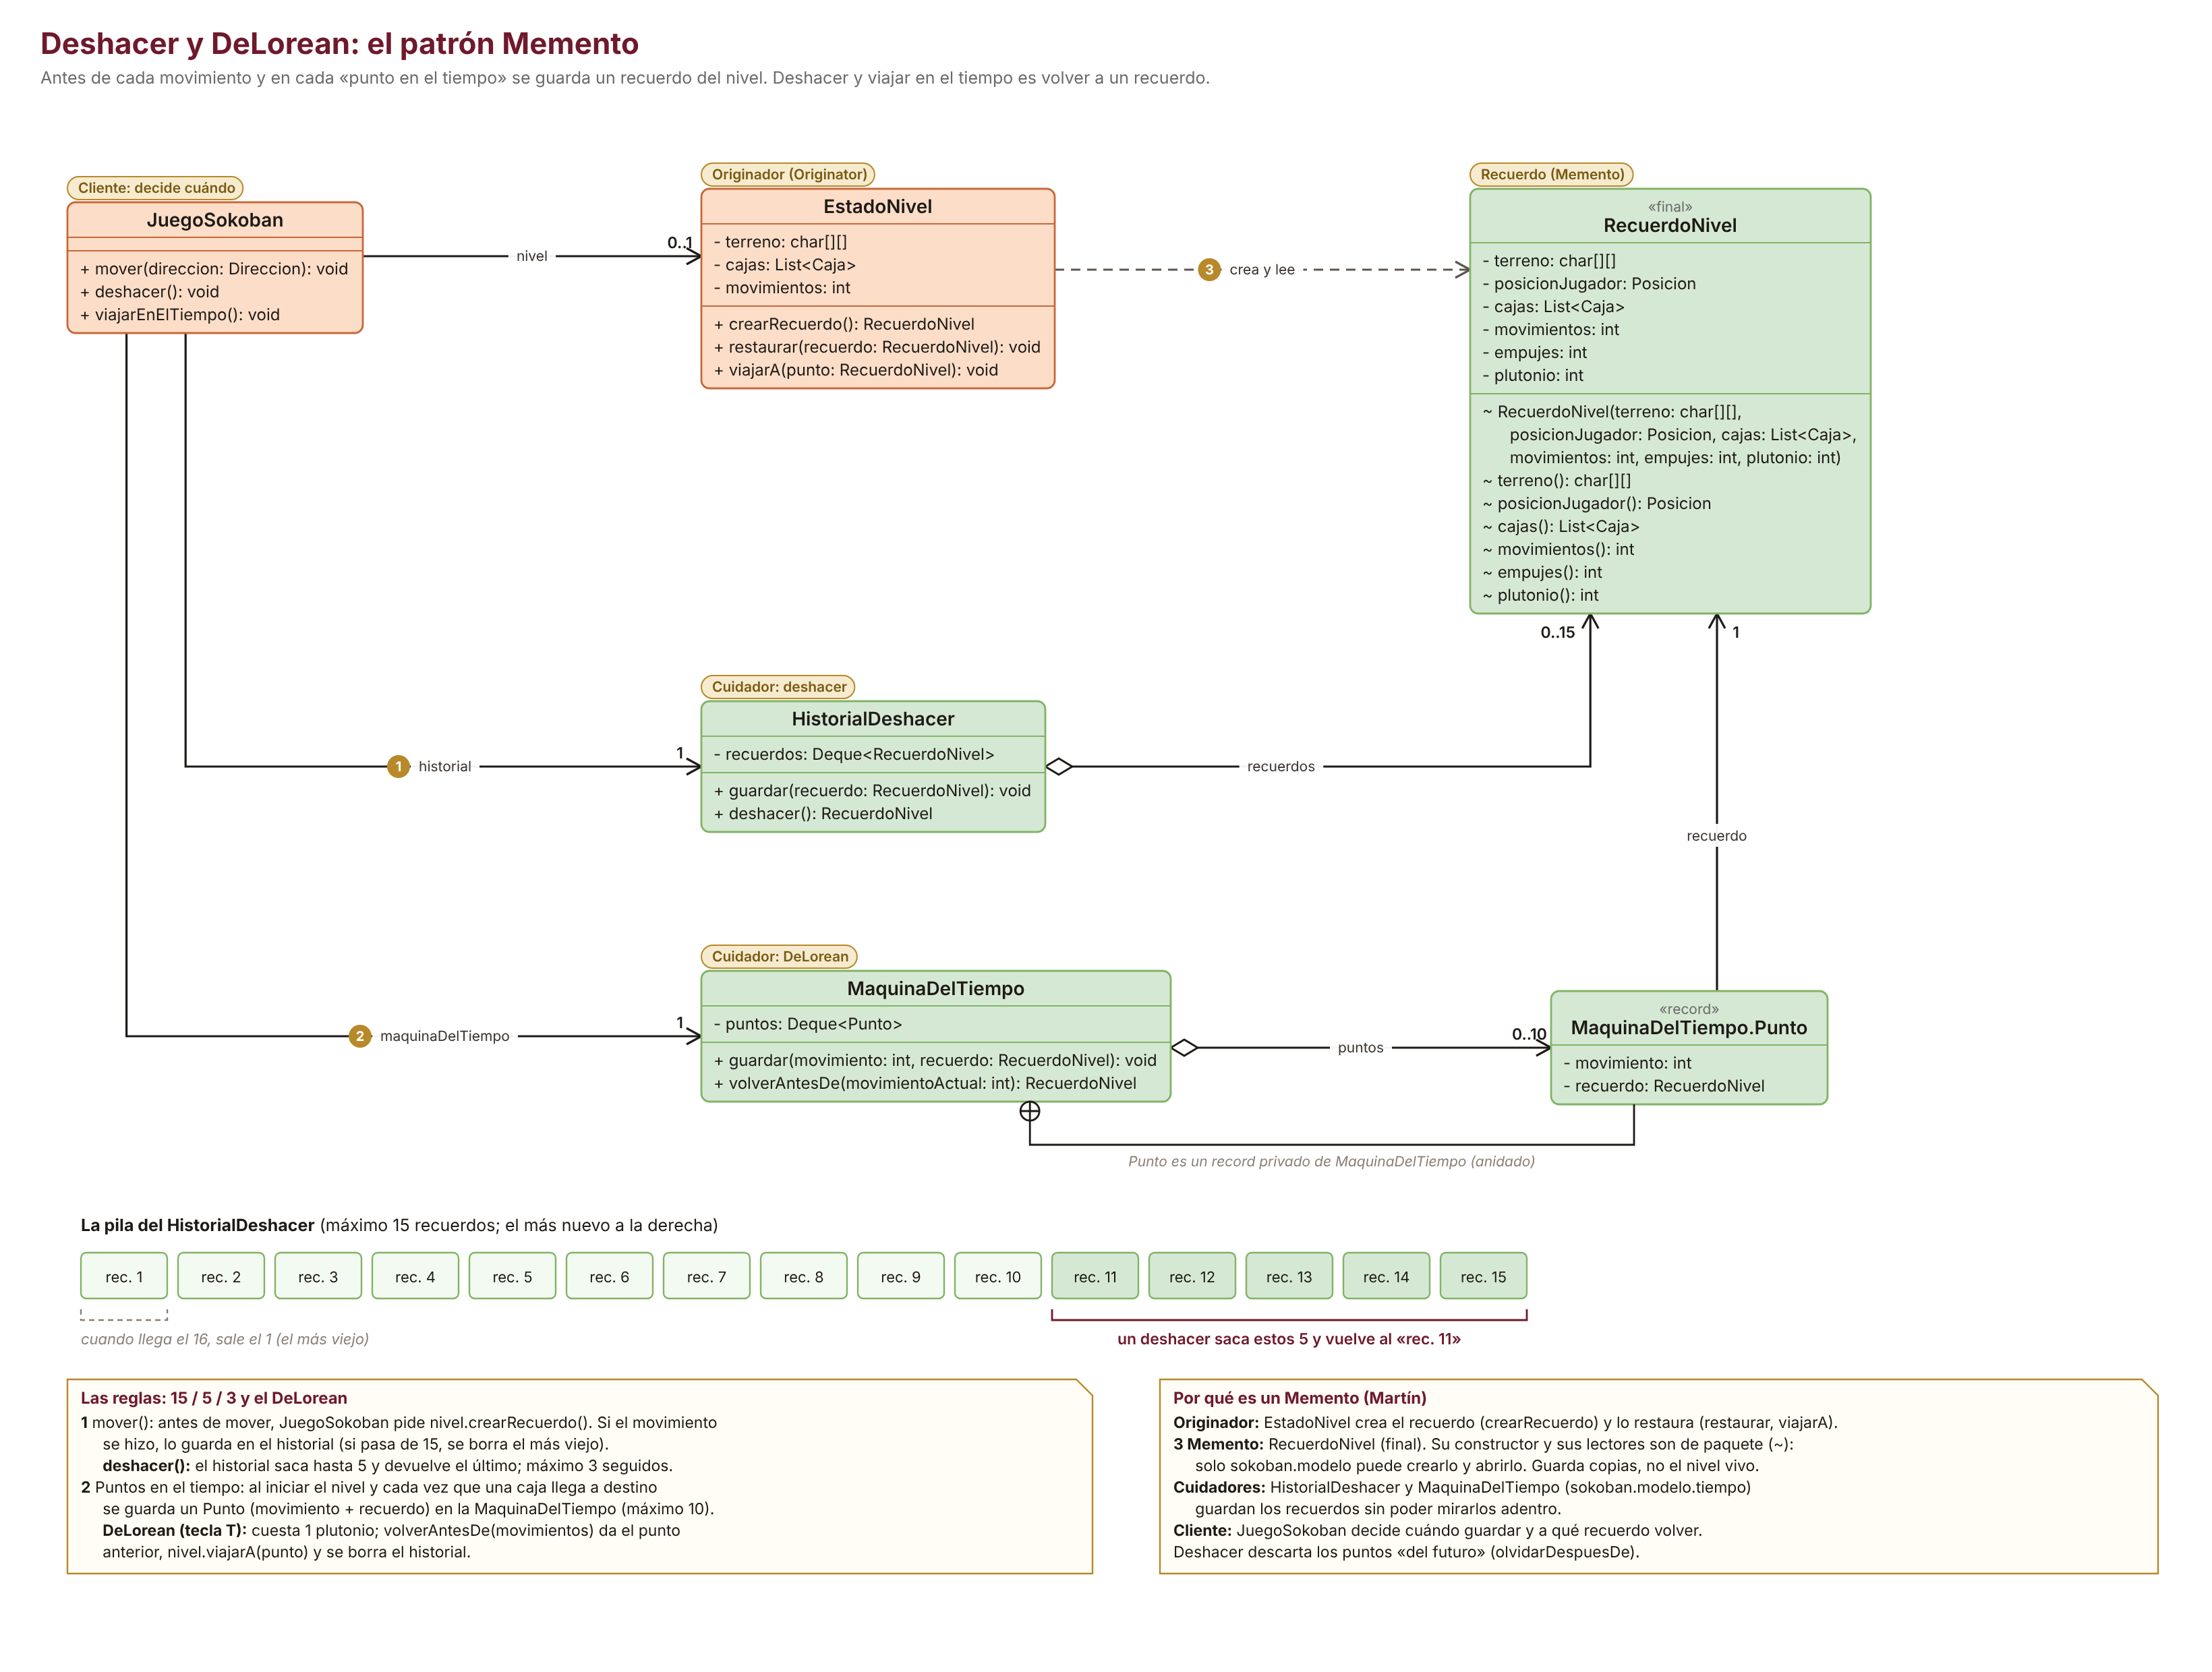 Deshacer y DeLorean: el patrón Memento
Antes de cada movimiento y en cada «punto en el tiempo» se guarda un recuerdo del nivel. Deshacer y viajar en el tiempo es volver a un recuerdo.
Cliente: decide cuándo
JuegoSokoban
+ mover(direccion: Direccion): void
+ deshacer(): void
+ viajarEnElTiempo(): void
nivel
0..1
Originador (Originator)
EstadoNivel
- terreno: char[][]
- cajas: List<Caja>
- movimientos: int
+ crearRecuerdo(): RecuerdoNivel
+ restaurar(recuerdo: RecuerdoNivel): void
+ viajarA(punto: RecuerdoNivel): void
3 crea y lee
Recuerdo (Memento)
«final»
RecuerdoNivel
- terreno: char[][]
- posicionJugador: Posicion
- cajas: List<Caja>
- movimientos: int
- empujes: int
- plutonio: int
~ RecuerdoNivel(terreno: char[][],
posicionJugador: Posicion, cajas: List<Caja>,
movimientos: int, empujes: int, plutonio: int)
~ terreno(): char[][]
~ posicionJugador(): Posicion
~ cajas(): List<Caja>
~ movimientos(): int
~ empujes(): int
~ plutonio(): int
0..15
1
1 historial
1
Cuidador: deshacer
HistorialDeshacer
- recuerdos: Deque<RecuerdoNivel>
+ guardar(recuerdo: RecuerdoNivel): void
+ deshacer(): RecuerdoNivel
recuerdos
recuerdo
2 maquinaDelTiempo
1
Cuidador: DeLorean
MaquinaDelTiempo
- puntos: Deque<Punto>
+ guardar(movimiento: int, recuerdo: RecuerdoNivel): void
+ volverAntesDe(movimientoActual: int): RecuerdoNivel
puntos
0..10
«record»
MaquinaDelTiempo.Punto
- movimiento: int
- recuerdo: RecuerdoNivel
Punto es un record privado de MaquinaDelTiempo (anidado)
La pila del HistorialDeshacer (máximo 15 recuerdos; el más nuevo a la derecha)
rec. 1
rec. 2
rec. 3
rec. 4
rec. 5
rec. 6
rec. 7
rec. 8
rec. 9
rec. 10
rec. 11
rec. 12
rec. 13
rec. 14
rec. 15
cuando llega el 16, sale el 1 (el más viejo)
un deshacer saca estos 5 y vuelve al «rec. 11»
Las reglas: 15 / 5 / 3 y el DeLorean
1 mover(): antes de mover, JuegoSokoban pide nivel.crearRecuerdo(). Si el movimiento
se hizo, lo guarda en el historial (si pasa de 15, se borra el más viejo).
deshacer(): el historial saca hasta 5 y devuelve el último; máximo 3 seguidos.
2 Puntos en el tiempo: al iniciar el nivel y cada vez que una caja llega a destino
se guarda un Punto (movimiento + recuerdo) en la MaquinaDelTiempo (máximo 10).
DeLorean (tecla T): cuesta 1 plutonio; volverAntesDe(movimientos) da el punto
anterior, nivel.viajarA(punto) y se borra el historial.
Por qué es un Memento (Martín)
Originador: EstadoNivel crea el recuerdo (crearRecuerdo) y lo restaura (restaurar, viajarA).
3 Memento: RecuerdoNivel (final). Su constructor y sus lectores son de paquete (~):
solo sokoban.modelo puede crearlo y abrirlo. Guarda copias, no el nivel vivo.
Cuidadores: HistorialDeshacer y MaquinaDelTiempo (sokoban.modelo.tiempo)
guardan los recuerdos sin poder mirarlos adentro.
Cliente: JuegoSokoban decide cuándo guardar y a qué recuerdo volver.
Deshacer descarta los puntos «del futuro» (olvidarDespuesDe).